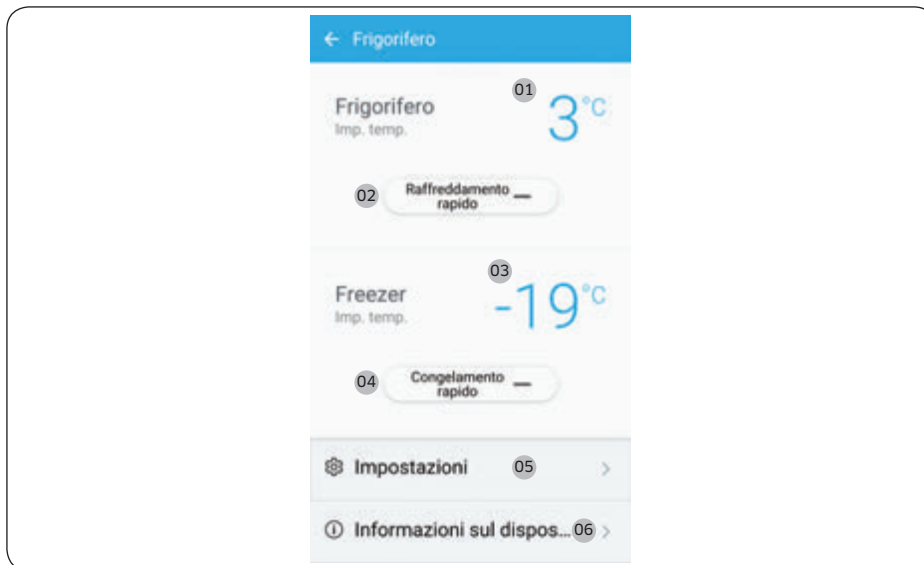 ← Frigorifero
01
Frigorifero 3°C
Imp. temp.
02 Raffreddamento
rapido
03
Freezer -19°C
Imp. temp.
04 Congelamento
rapido
Impostazioni 05
Informazioni sul dispos... 06